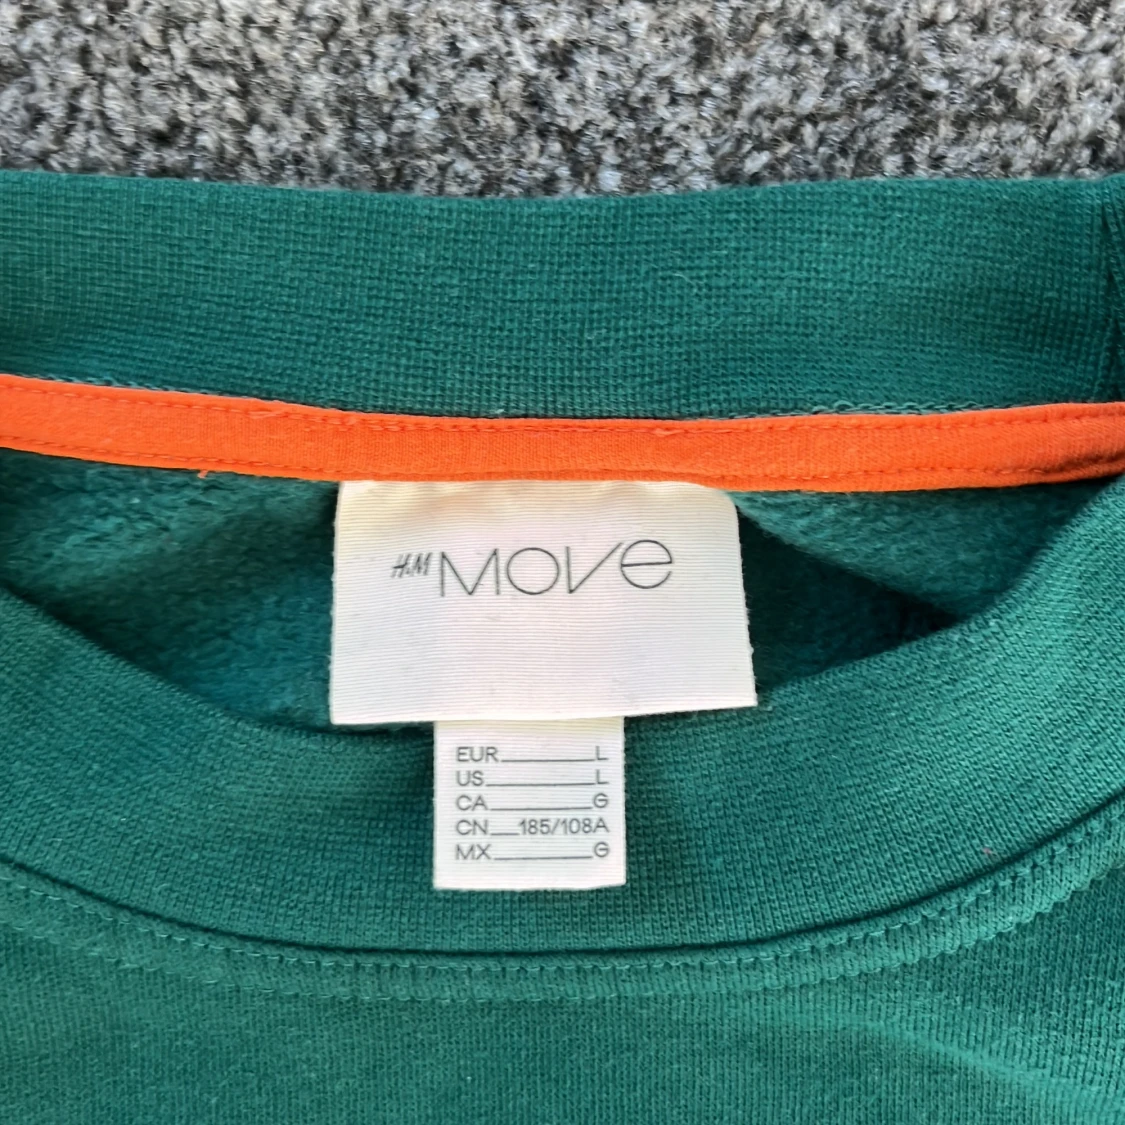 H&M MOVE
EUR L
US L
CA G
CN 185/108A
MX G